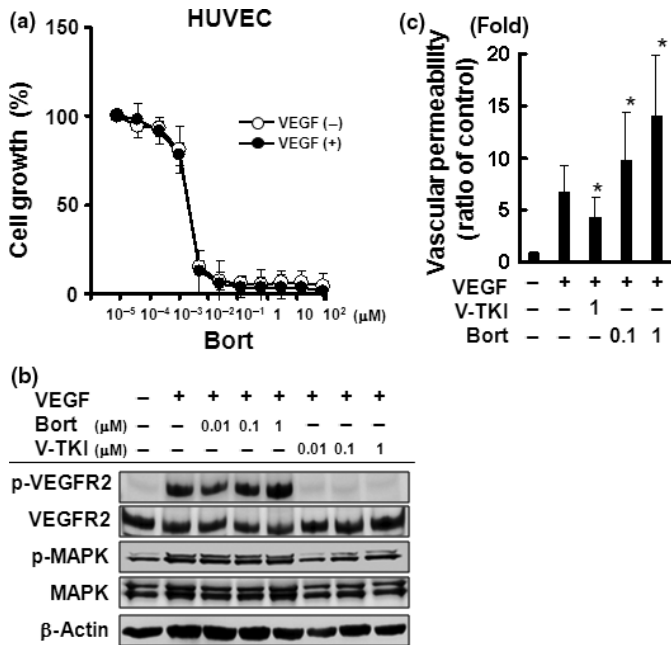 (a) HUVEC
150
100
50
0
Cell growth (%)
VEGF (–)
VEGF (+)
10⁻⁵ 10⁻⁴ 10⁻³ 10⁻² 10⁻¹ 1 10 10² (μM)
Bort
(c) (Fold)
Vascular permeability
(ratio of control)
20
15
10
5
0
* * *
VEGF – + + + +
V-TKI – – 1 – –
Bort – – – 0.1 1
(b)
VEGF – + + + + + + +
Bort (μM) – – 0.01 0.1 1 – – –
V-TKI (μM) – – – – – 0.01 0.1 1
p-VEGFR2
VEGFR2
p-MAPK
MAPK
β-Actin